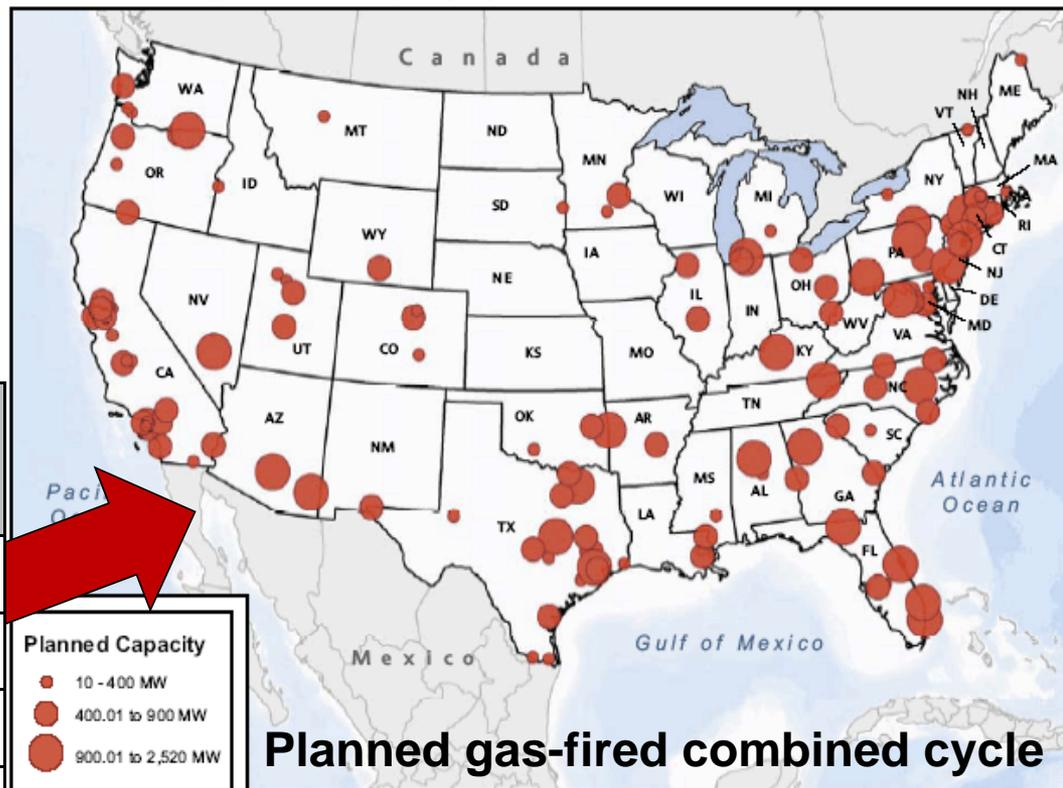 Canada
WA
MT
ND
MN
VT
NH
ME
MA
OR
ID
SD
WI
MI
NY
RI
WY
IA
PA
CT
NV
NE
IL
IN
OH
NJ
UT
CO
WV
DE
MD
CA
KS
MO
KY
VA
AZ
NM
OK
AR
TN
NC
SC
MS
AL
GA
Atlantic
Ocean
TX
LA
FL
Gulf of Mexico
Mexico
Planned Capacity
10 - 400 MW
400.01 to 900 MW
900.01 to 2,520 MW
Planned gas-fired combined cycle